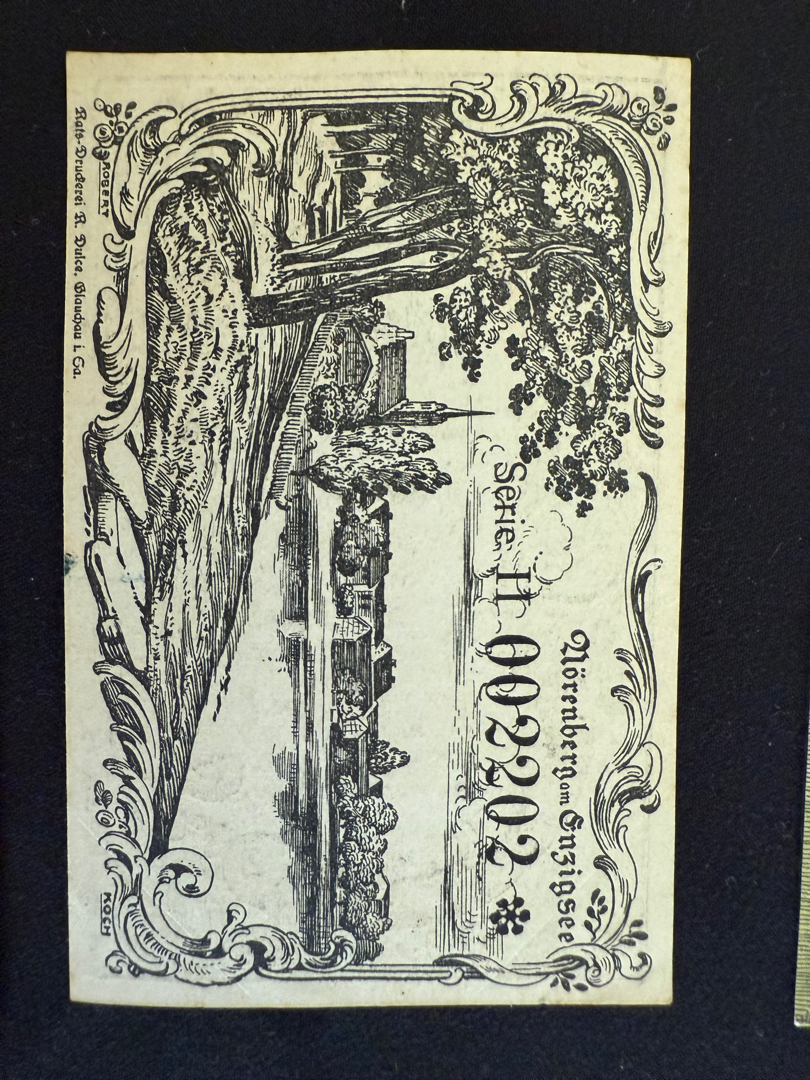 Nörenberg am Enzigsee
Serie II 002202
ROBERT
KOCH
Rats-Druckerei R. Dulce, Glauchau i. Sa.